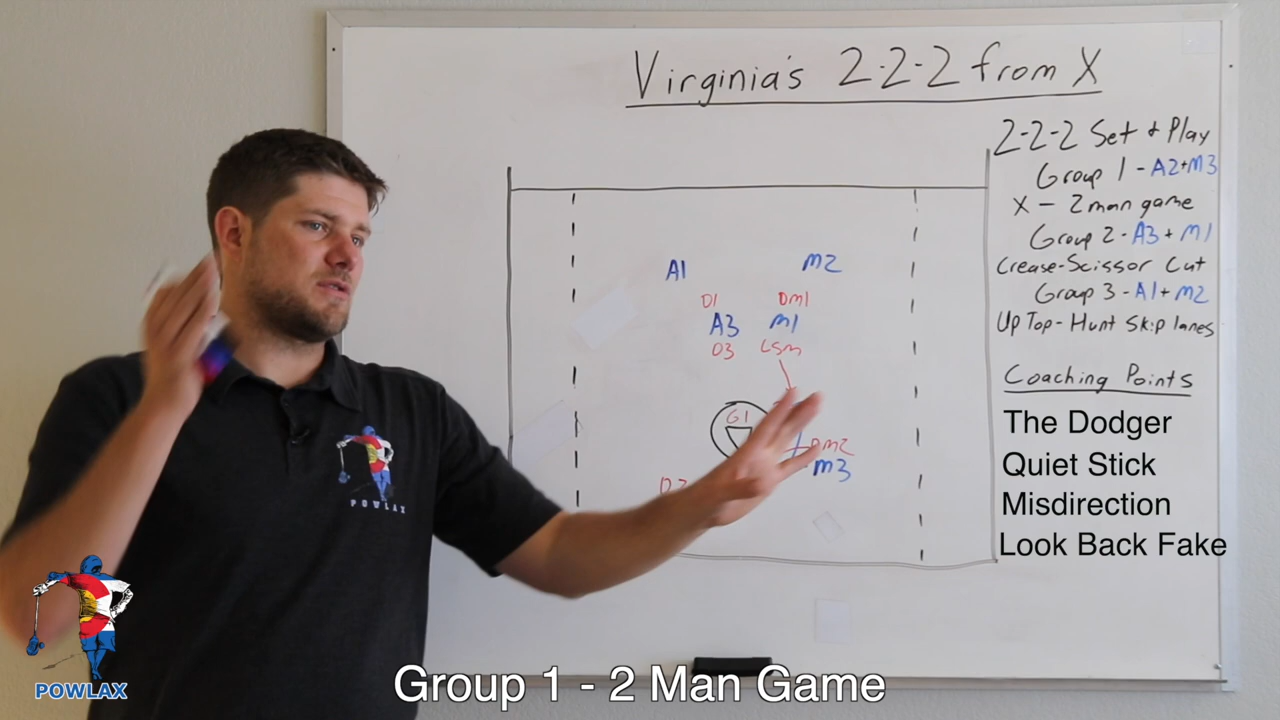 Virginia's 2-2-2 from X
2-2-2 Set + Play
Group 1 - A2+M3
X - 2 man game
Group 2 - A3 + M1
Crease-Scissor Cut
Group 3 - A1 + M2
Up Top - Hunt Skip lanes
Coaching Points
The Dodger
Quiet Stick
Misdirection
Look Back Fake
A1 M2
D1 DM1
A3 M1
D3 LSM
G1
DM2
M3
POWLAX
POWLAX
Group 1 - 2 Man Game